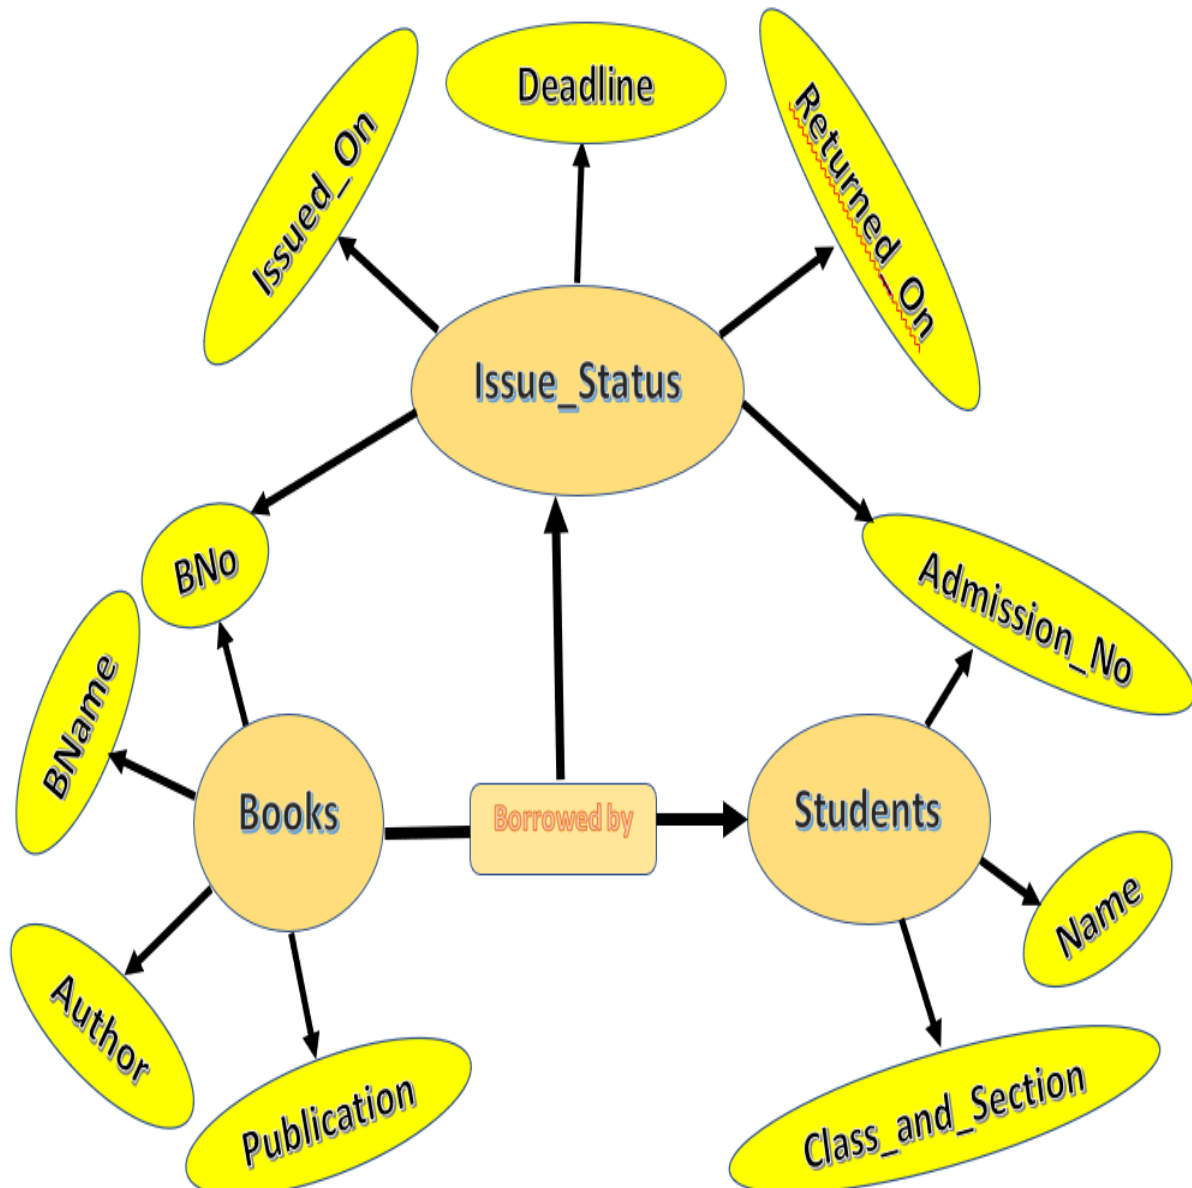 Deadline
Issued_On
Returned_On
Issue_Status
BNo
Admission_No
BName
Books
Borrowed by
Students
Name
Author
Publication
Class_and_Section